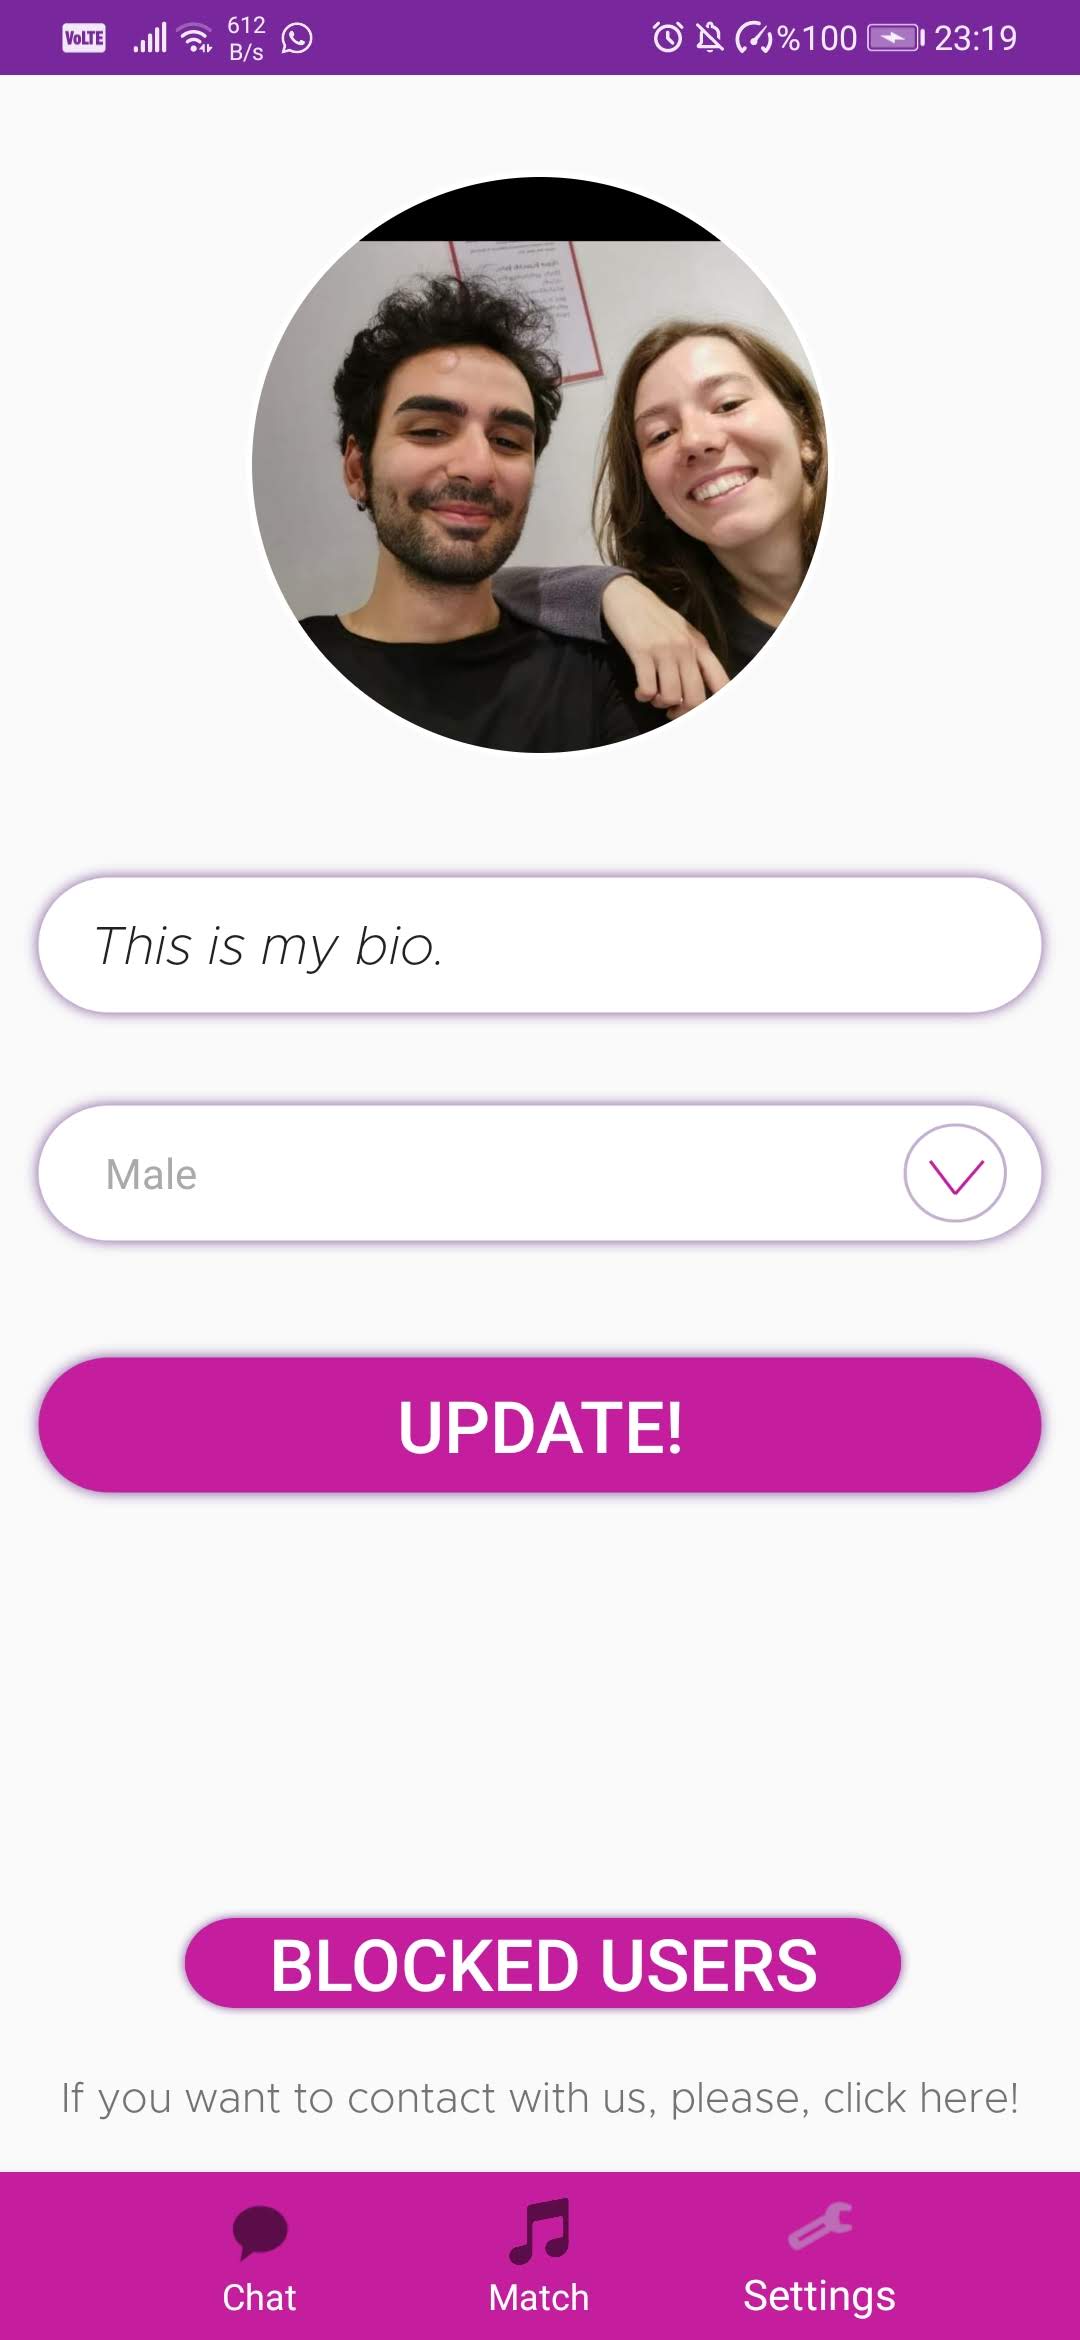 VoLTE 612 B/s %100 23:19
This is my bio.
Male
UPDATE!
BLOCKED USERS
If you want to contact with us, please, click here!
Chat Match Settings